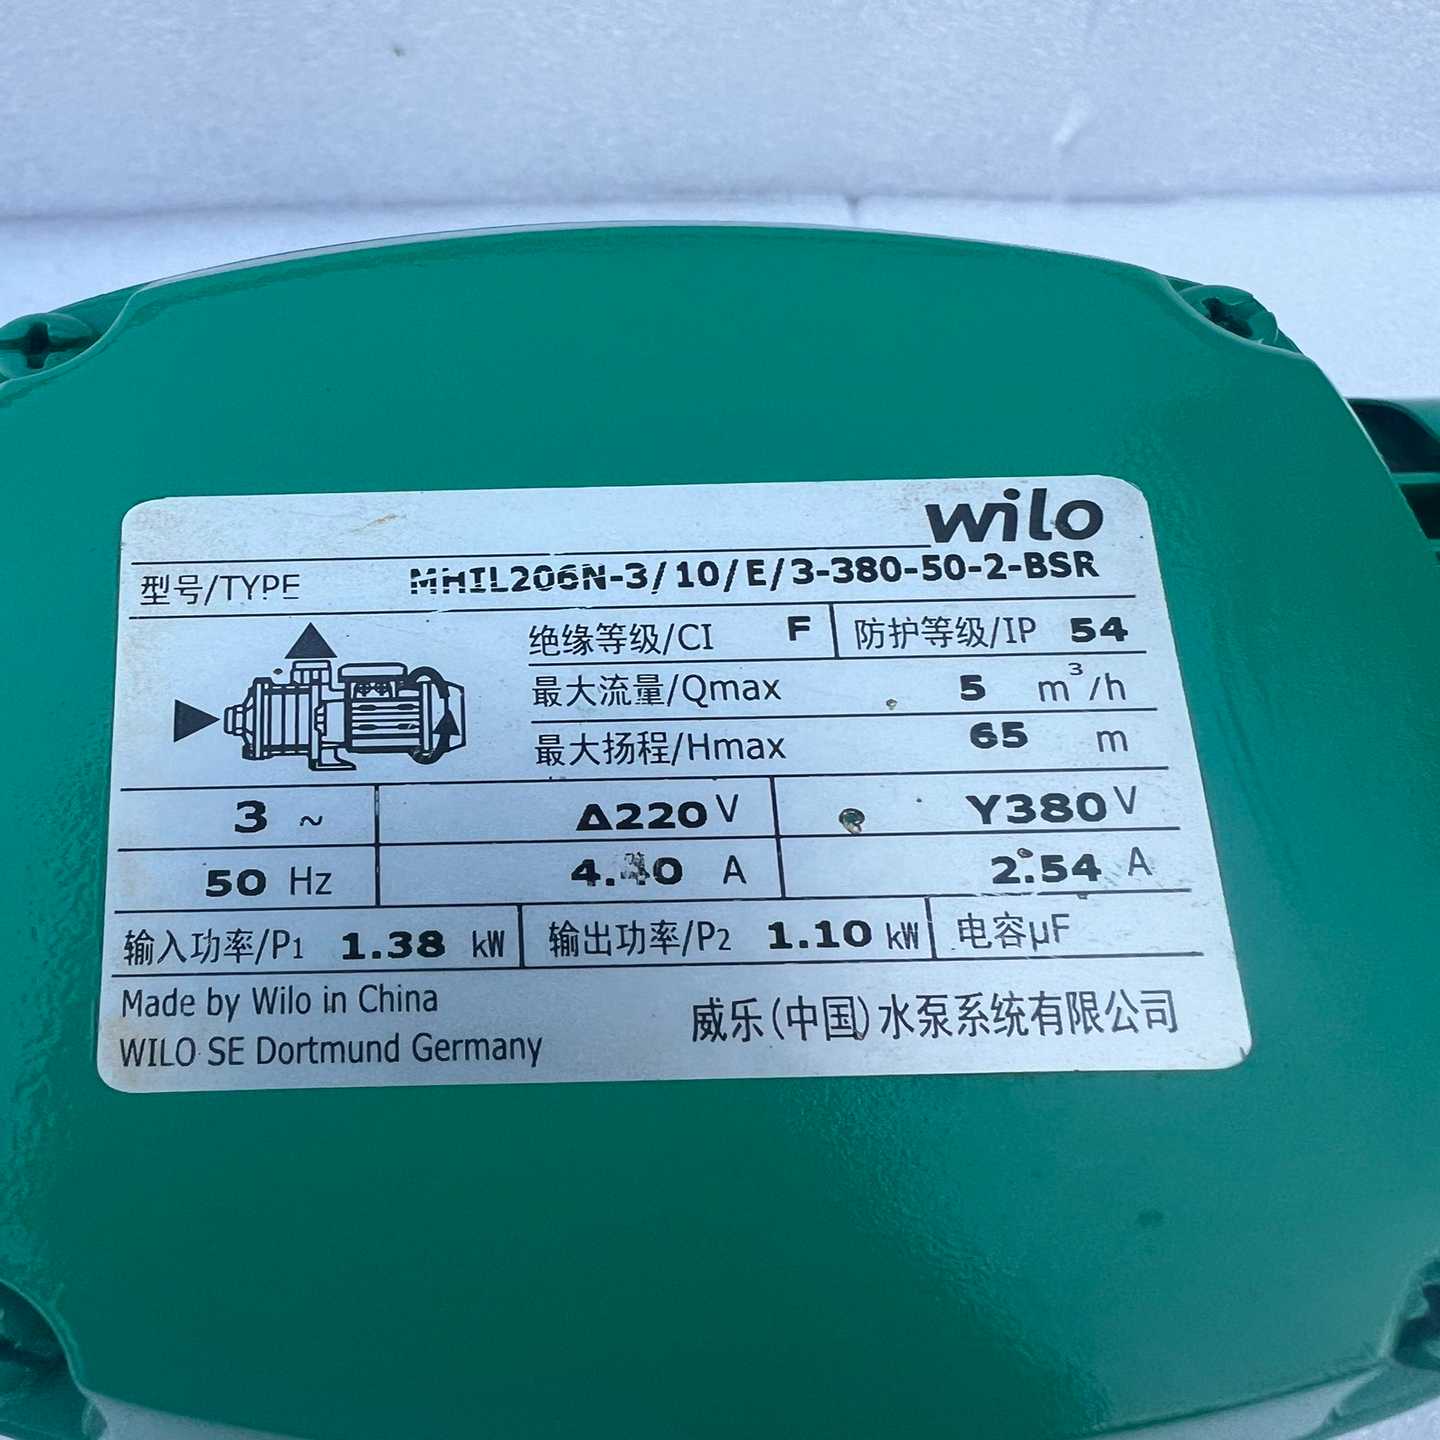 wilo
型号/TYPE MHIL206N-3/10/E/3-380-50-2-BSR
绝缘等级/CI F 防护等级/IP 54
最大流量/Qmax 5 m³/h
最大扬程/Hmax 65 m
3 ~ Δ220 V Y380 V
50 Hz 4.40 A 2.54 A
输入功率/P1 1.38 kW 输出功率/P2 1.10 kW 电容μF
Made by Wilo in China
WILO SE Dortmund Germany
威乐(中国)水泵系统有限公司